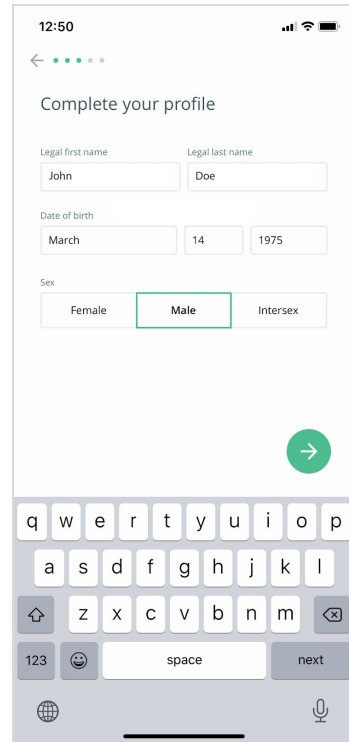 12:50
Complete your profile
Legal first name Legal last name
John Doe
Date of birth
March 14 1975
Sex
Female Male Intersex
q w e r t y u i o p
a s d f g h j k l
z x c v b n m
123 space next